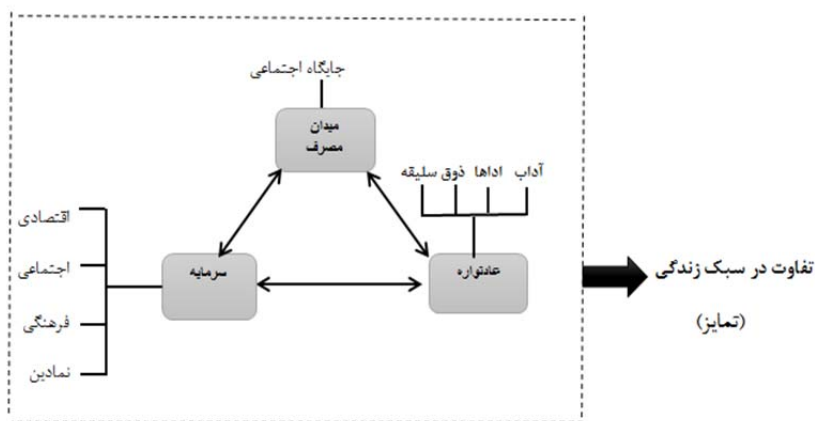 جایگاه اجتماعی
میدان
مصرف
آداب اداها ذوق سلیقه
اقتصادی
اجتماعی
فرهنگی
نمادین
سرمایه
عادتواره
تفاوت در سبک زندگی
(تمایز)